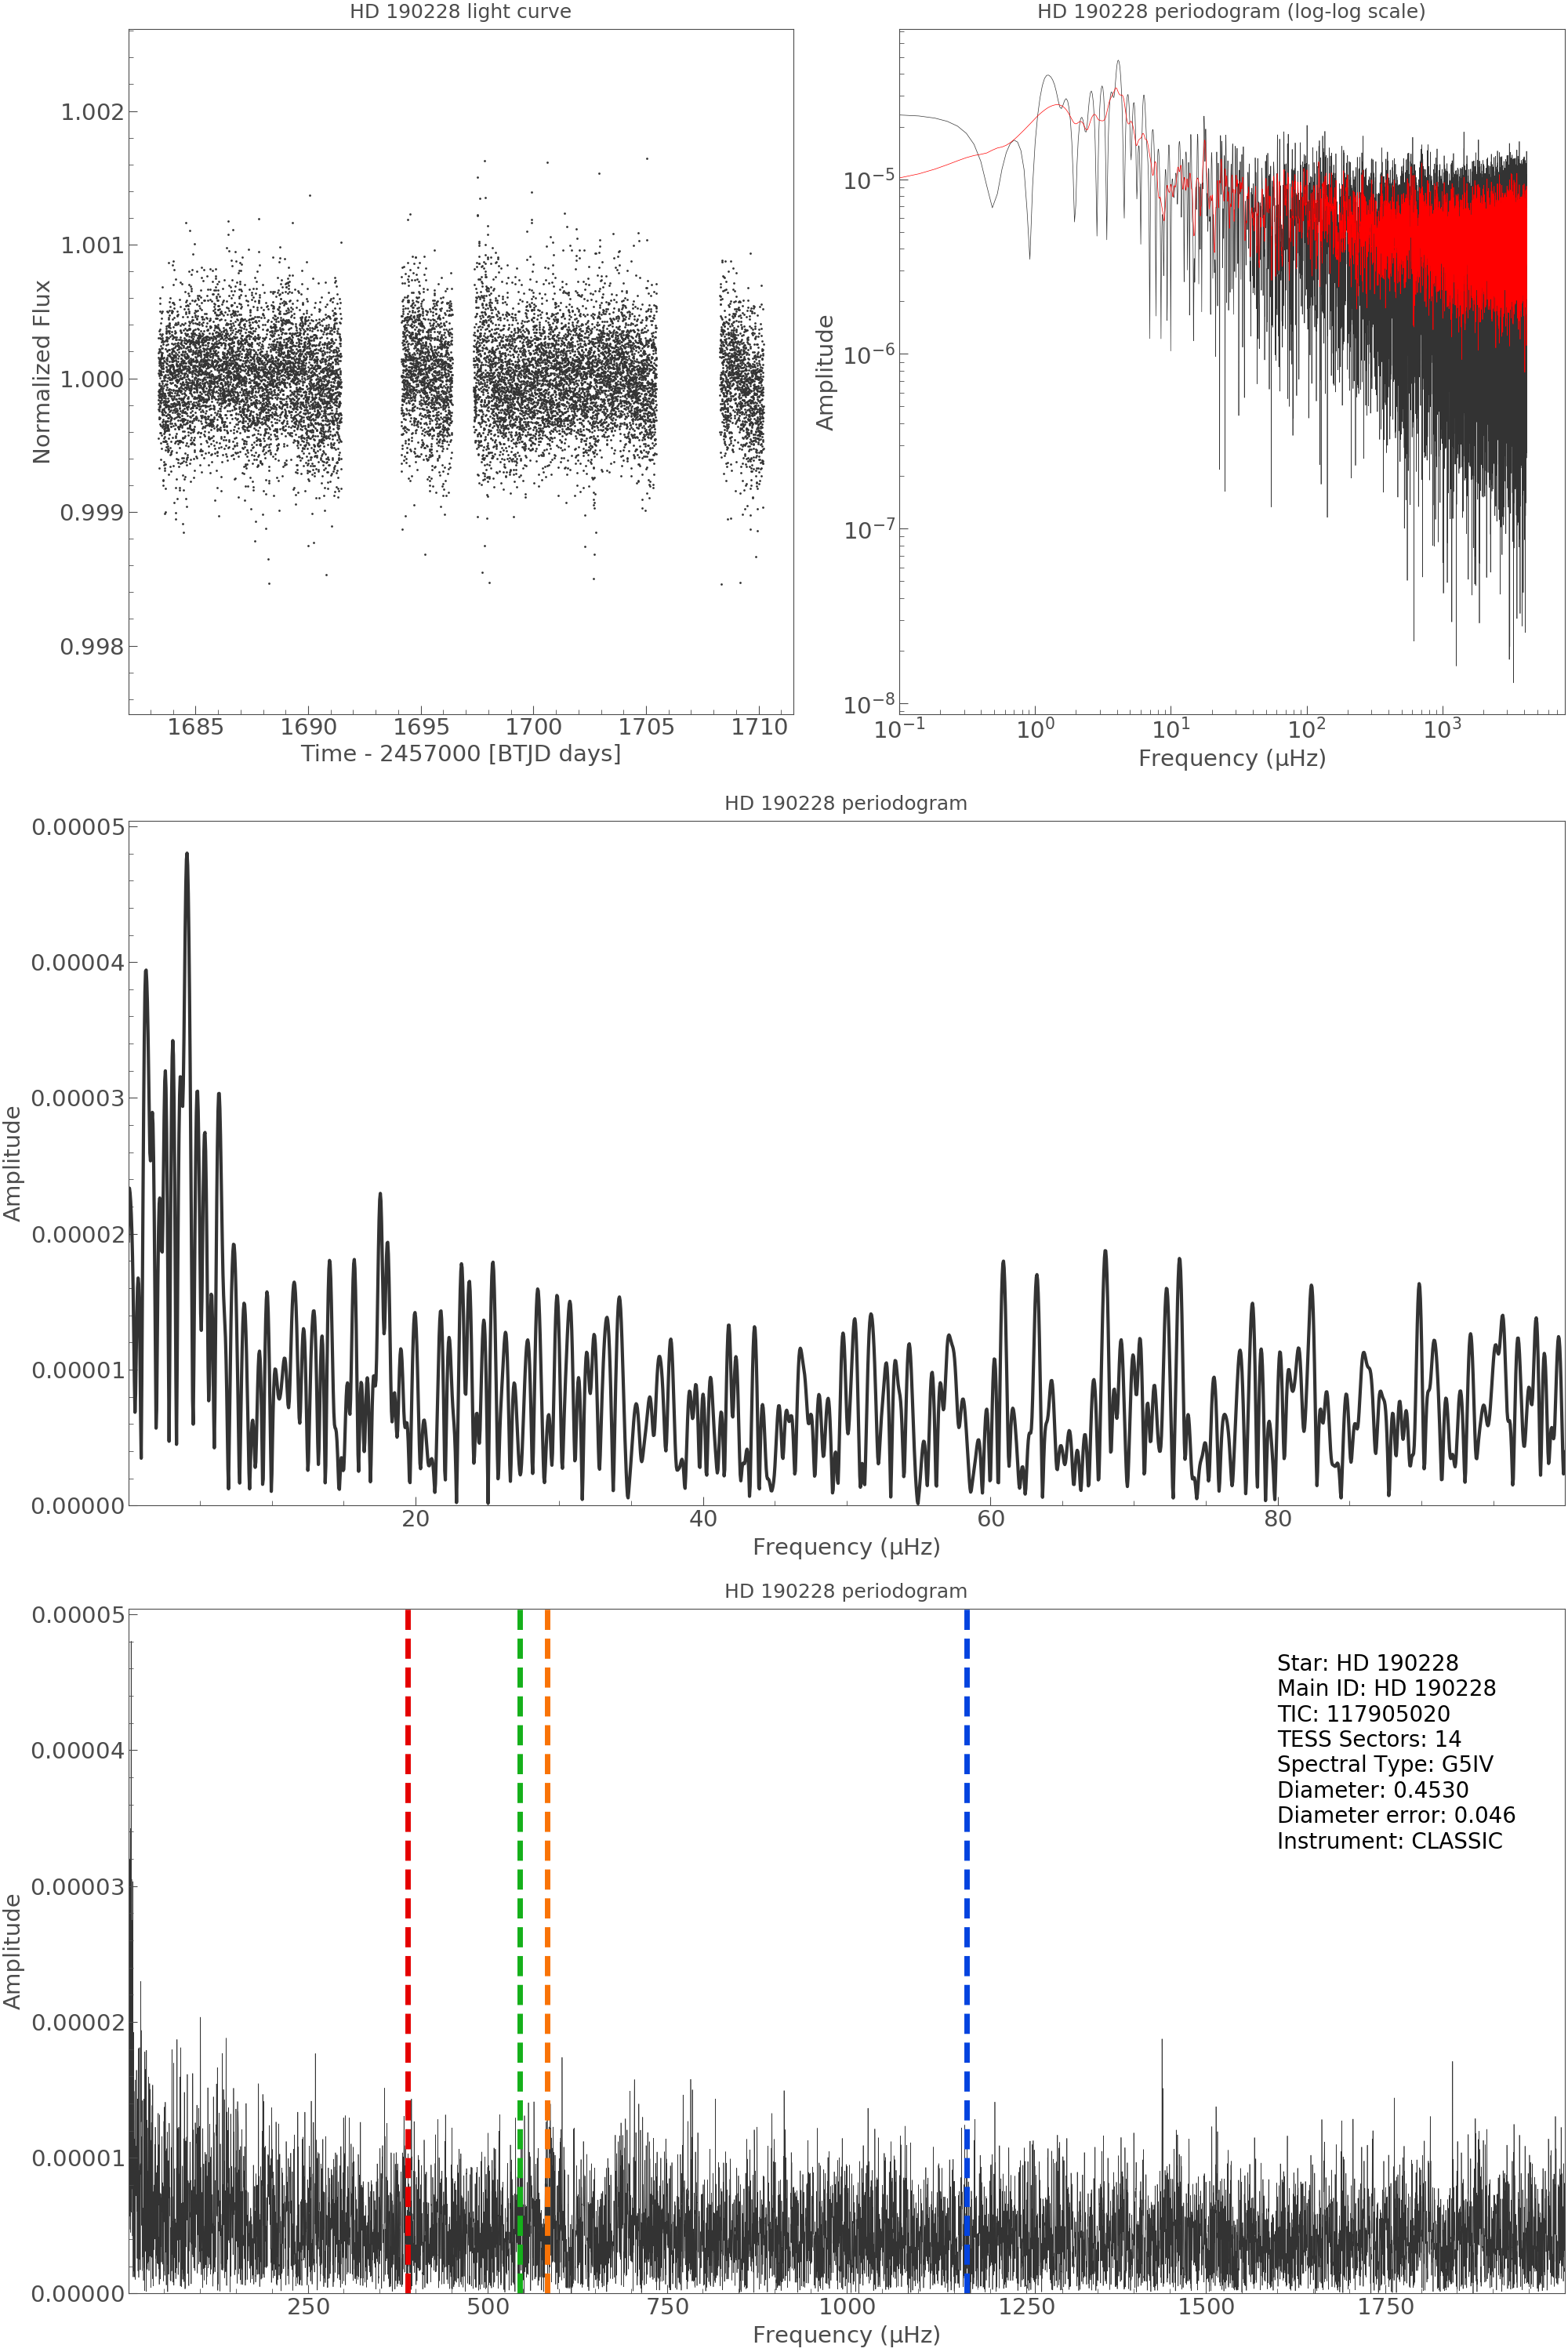 HD 190228 light curve
Normalized Flux
1.002
1.001
1.000
0.999
0.998
1685 1690 1695 1700 1705 1710
Time - 2457000 [BTJD days]
HD 190228 periodogram (log-log scale)
Amplitude
10⁻⁵
10⁻⁶
10⁻⁷
10⁻⁸
10⁻¹ 10⁰ 10¹ 10² 10³
Frequency (μHz)
HD 190228 periodogram
Amplitude
0.00005
0.00004
0.00003
0.00002
0.00001
0.00000
20 40 60 80
Frequency (μHz)
HD 190228 periodogram
Amplitude
0.00005
0.00004
0.00003
0.00002
0.00001
0.00000
Star: HD 190228
Main ID: HD 190228
TIC: 117905020
TESS Sectors: 14
Spectral Type: G5IV
Diameter: 0.4530
Diameter error: 0.046
Instrument: CLASSIC
250 500 750 1000 1250 1500 1750
Frequency (μHz)